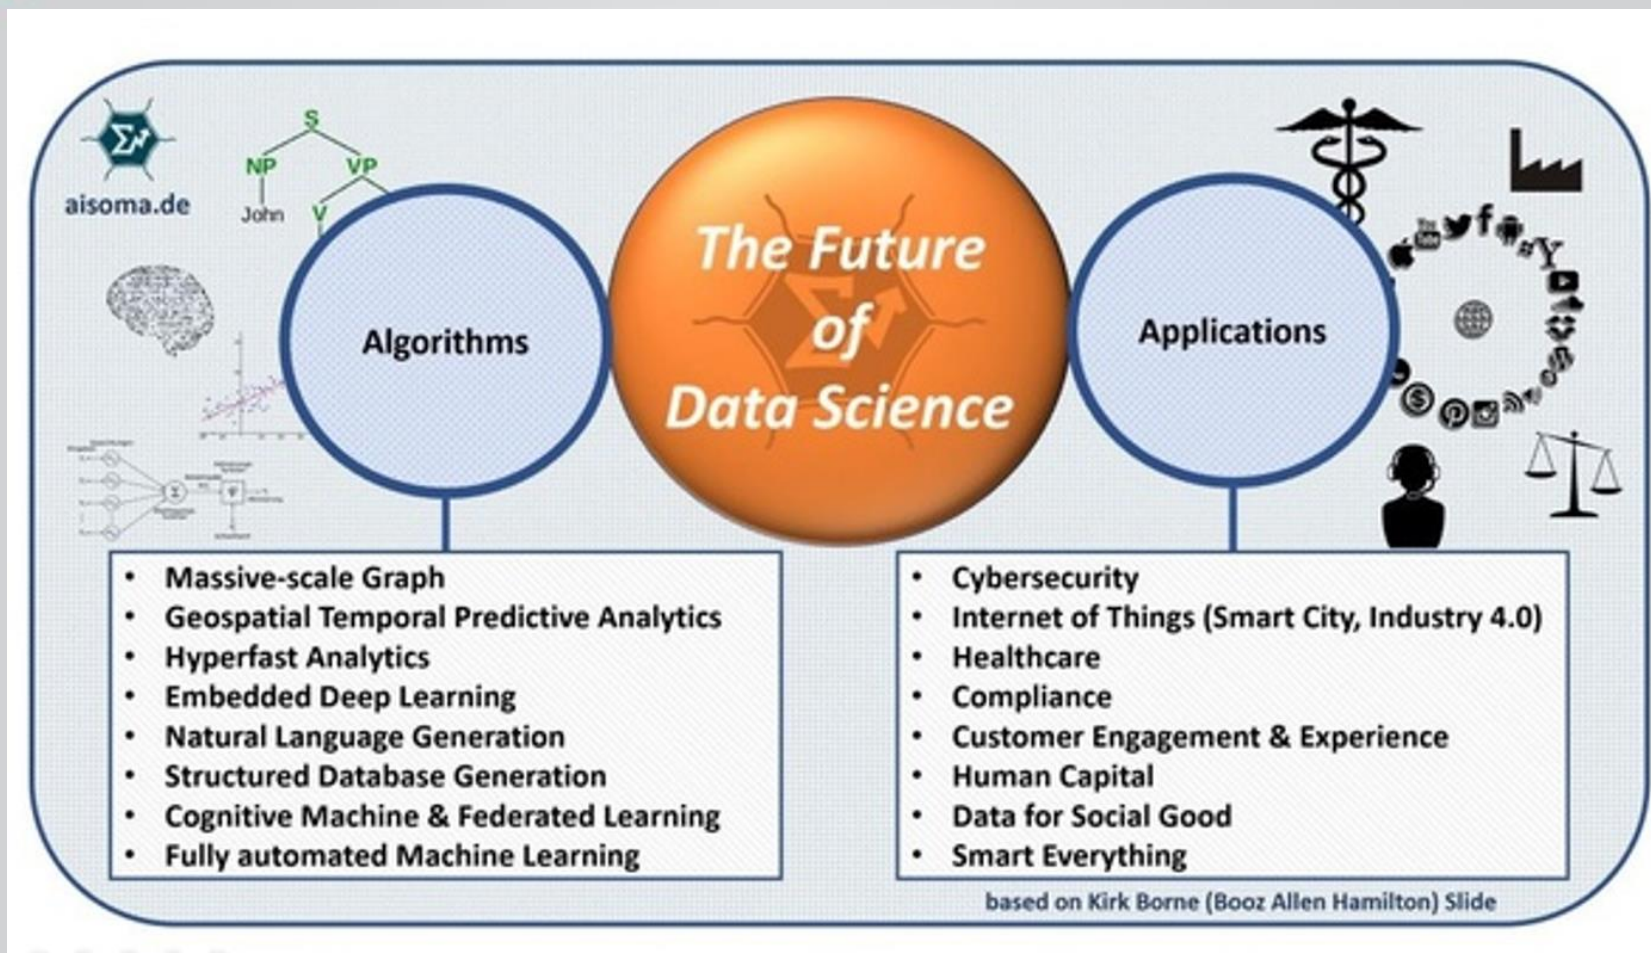 aisoma.de
S
NP
VP
John
V
The Future
of
Data Science
Algorithms
Applications
• Massive-scale Graph
• Geospatial Temporal Predictive Analytics
• Hyperfast Analytics
• Embedded Deep Learning
• Natural Language Generation
• Structured Database Generation
• Cognitive Machine & Federated Learning
• Fully automated Machine Learning
• Cybersecurity
• Internet of Things (Smart City, Industry 4.0)
• Healthcare
• Compliance
• Customer Engagement & Experience
• Human Capital
• Data for Social Good
• Smart Everything
based on Kirk Borne (Booz Allen Hamilton) Slide